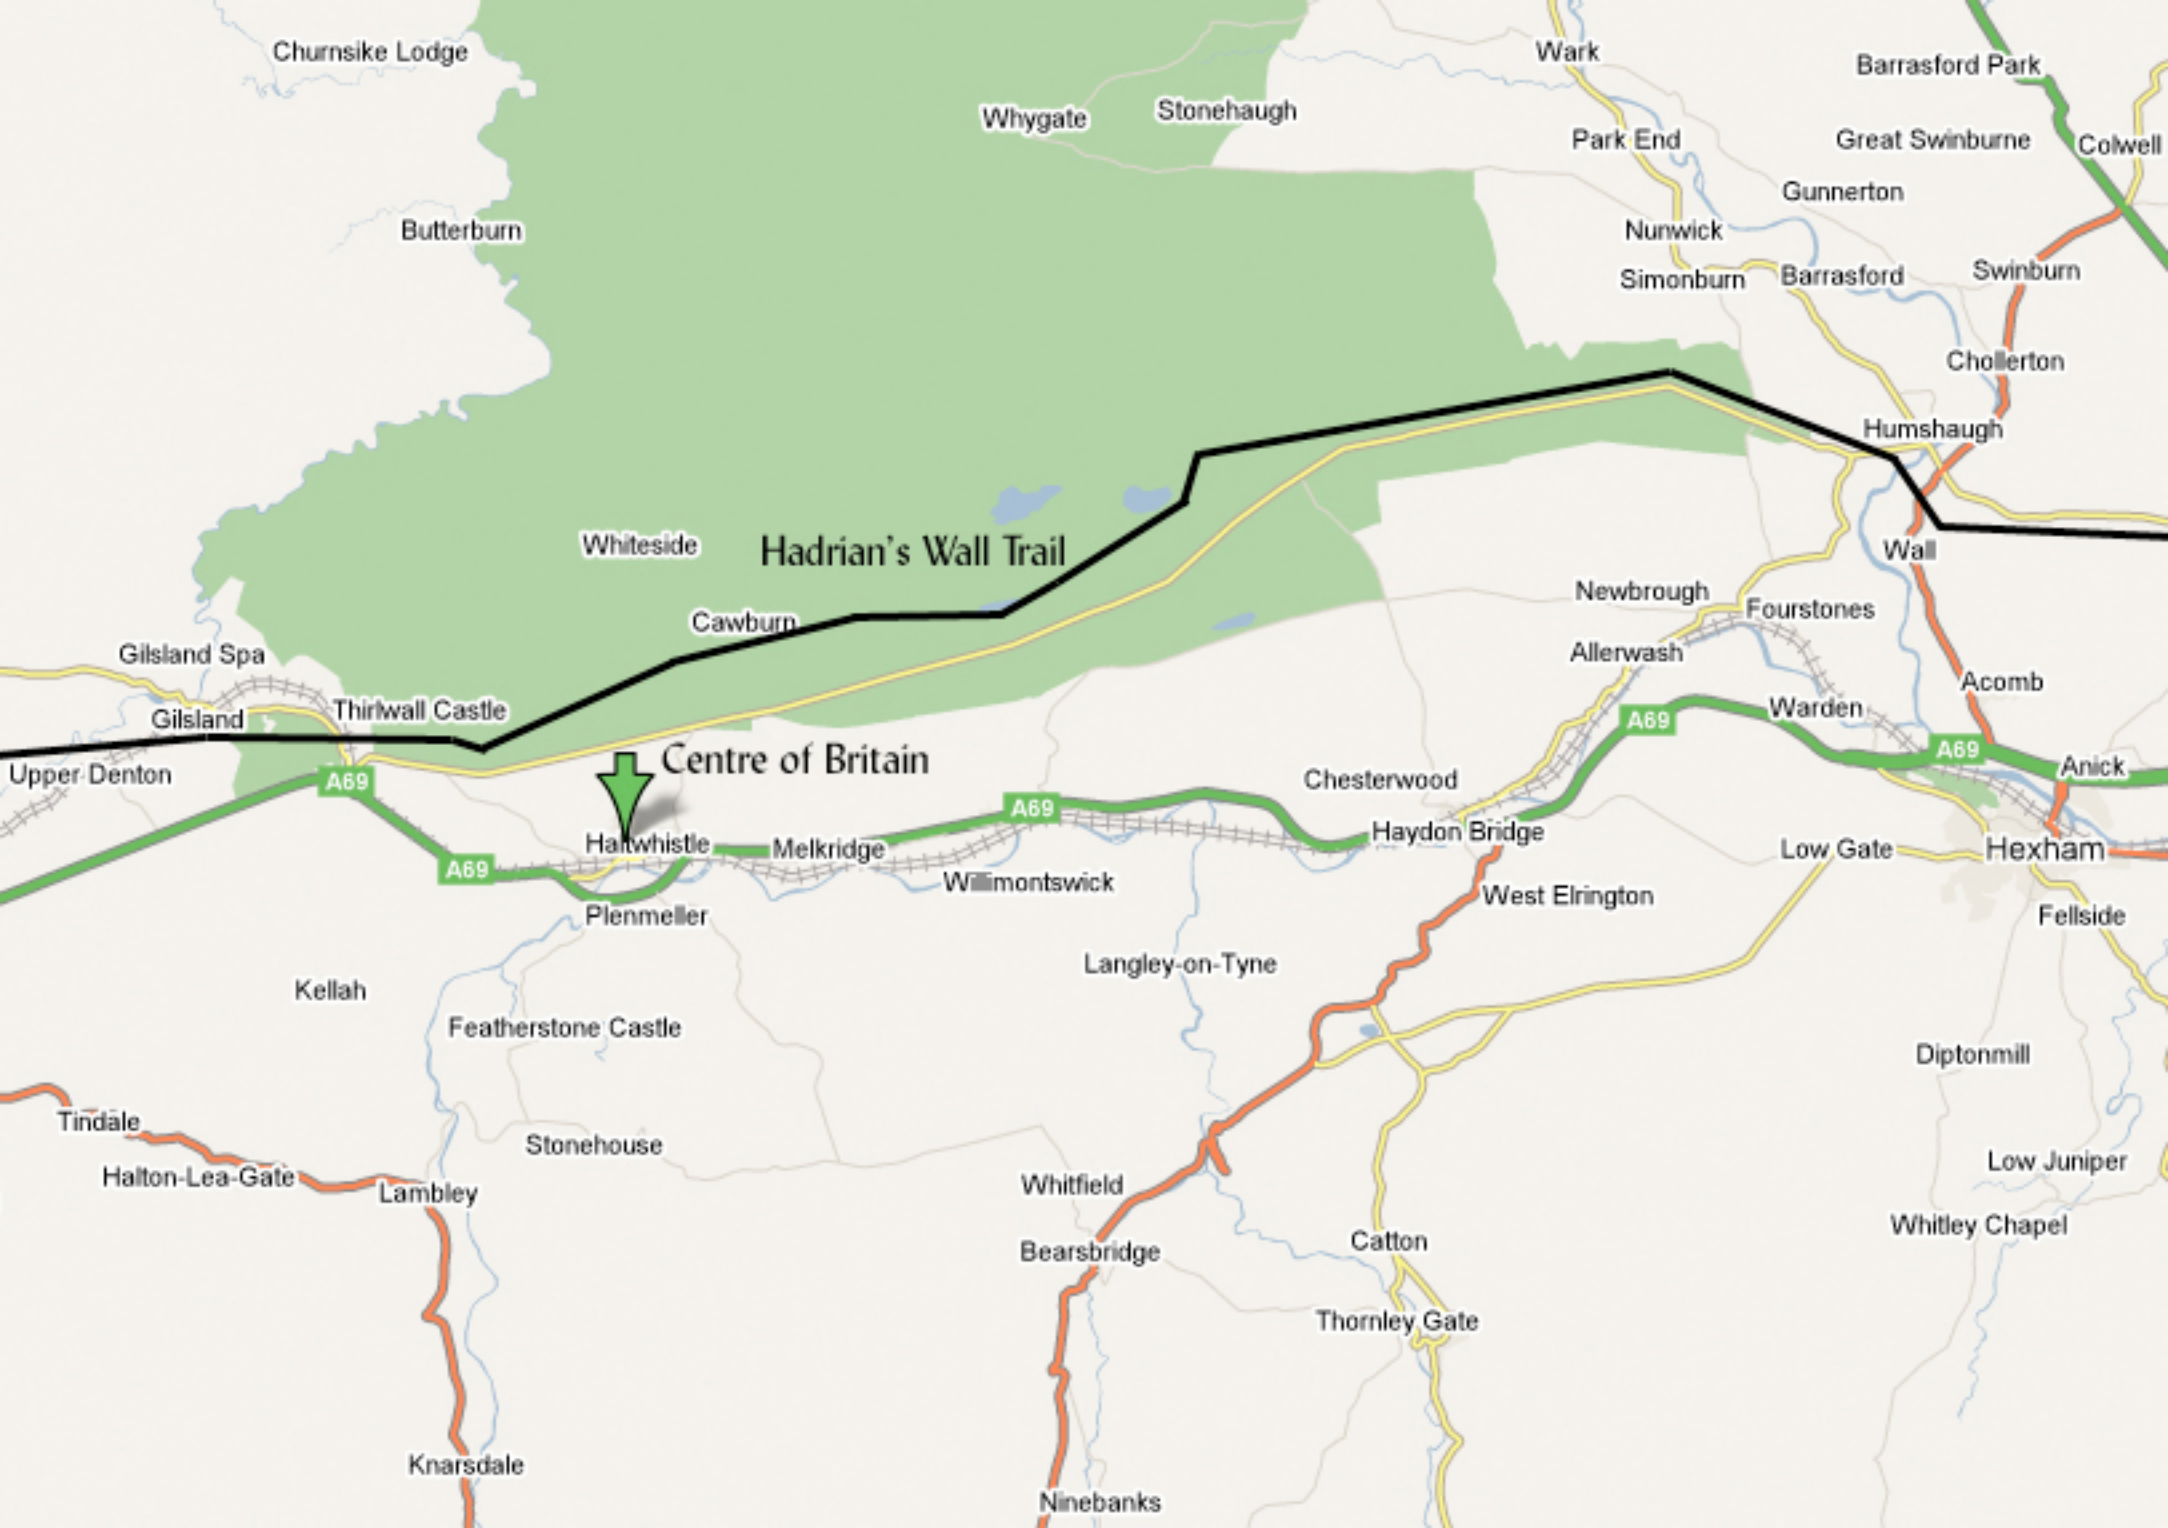 Churnsike Lodge
Wark
Barrasford Park
Whygate
Stonehaugh
Park End
Great Swinburne
Colwell
Gunnerton
Butterburn
Nunwick
Simonburn
Barrasford
Swinburn
Chollerton
Humshaugh
Whiteside
Hadrian's Wall Trail
Wall
Newbrough
Fourstones
Cawburn
Gilsland Spa
Allerwash
Acomb
Thirlwall Castle
Gilsland
A69
Warden
A69
Upper Denton
A69
Centre of Britain
Chesterwood
Anick
A69
Haltwhistle
Melkridge
Haydon Bridge
Low Gate
Hexham
A69
Willimontswick
West Elrington
Plenmeller
Fellside
Langley-on-Tyne
Kellah
Featherstone Castle
Diptonmill
Tindale
Stonehouse
Low Juniper
Halton-Lea-Gate
Lambley
Whitfield
Whitley Chapel
Bearsbridge
Catton
Thornley Gate
Knarsdale
Ninebanks